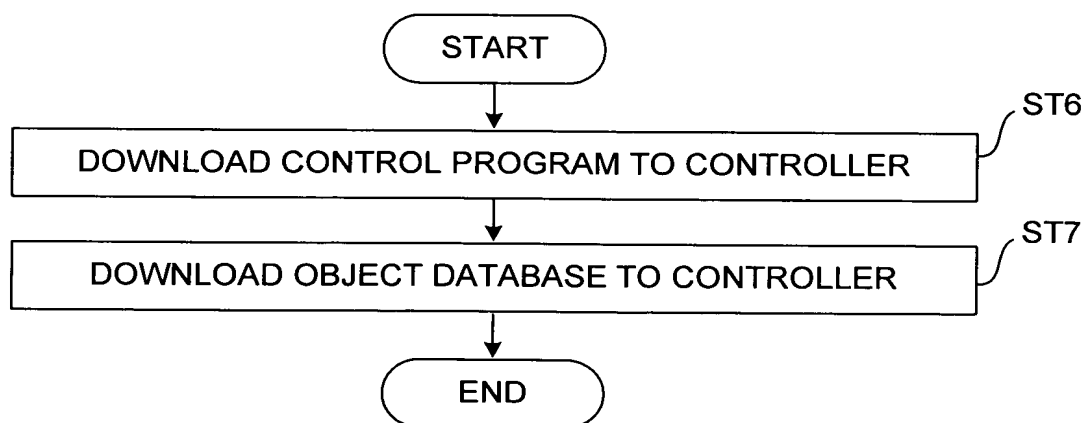 START
ST6
DOWNLOAD CONTROL PROGRAM TO CONTROLLER
ST7
DOWNLOAD OBJECT DATABASE TO CONTROLLER
END